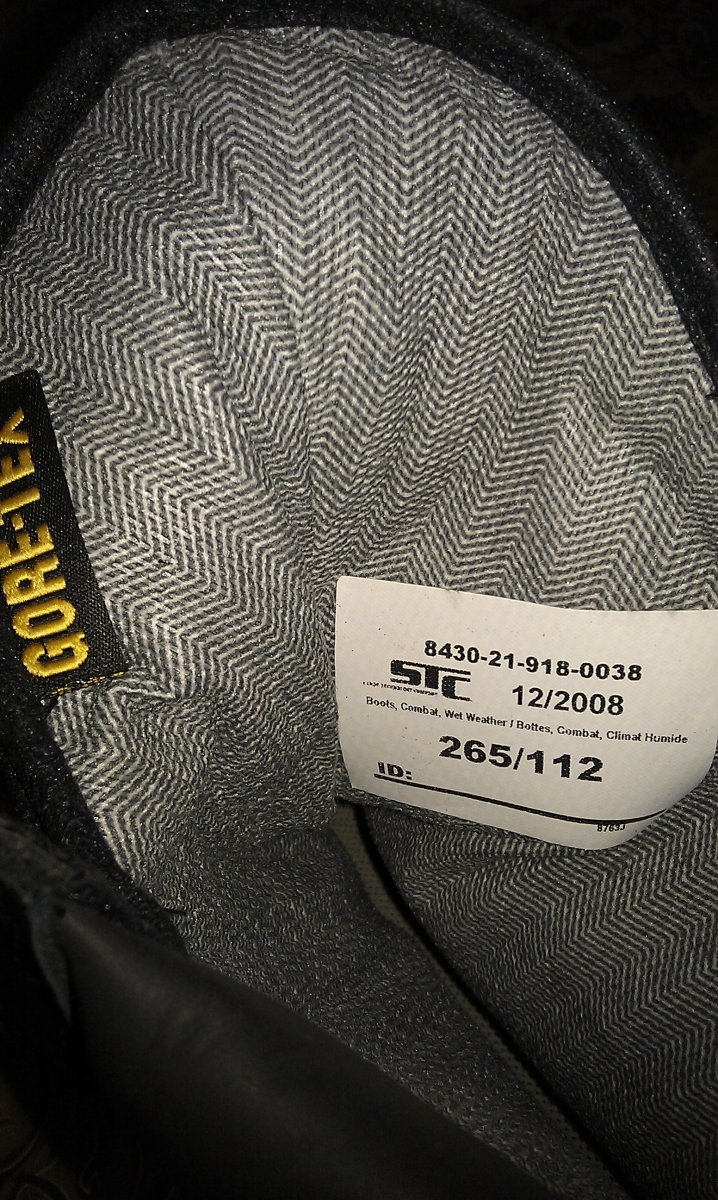 GORE-TEX
8430-21-918-0038
STC
12/2008
Boots, Combat, Wet Weather / Bottes, Combat, Climat Humide
265/112
ID: